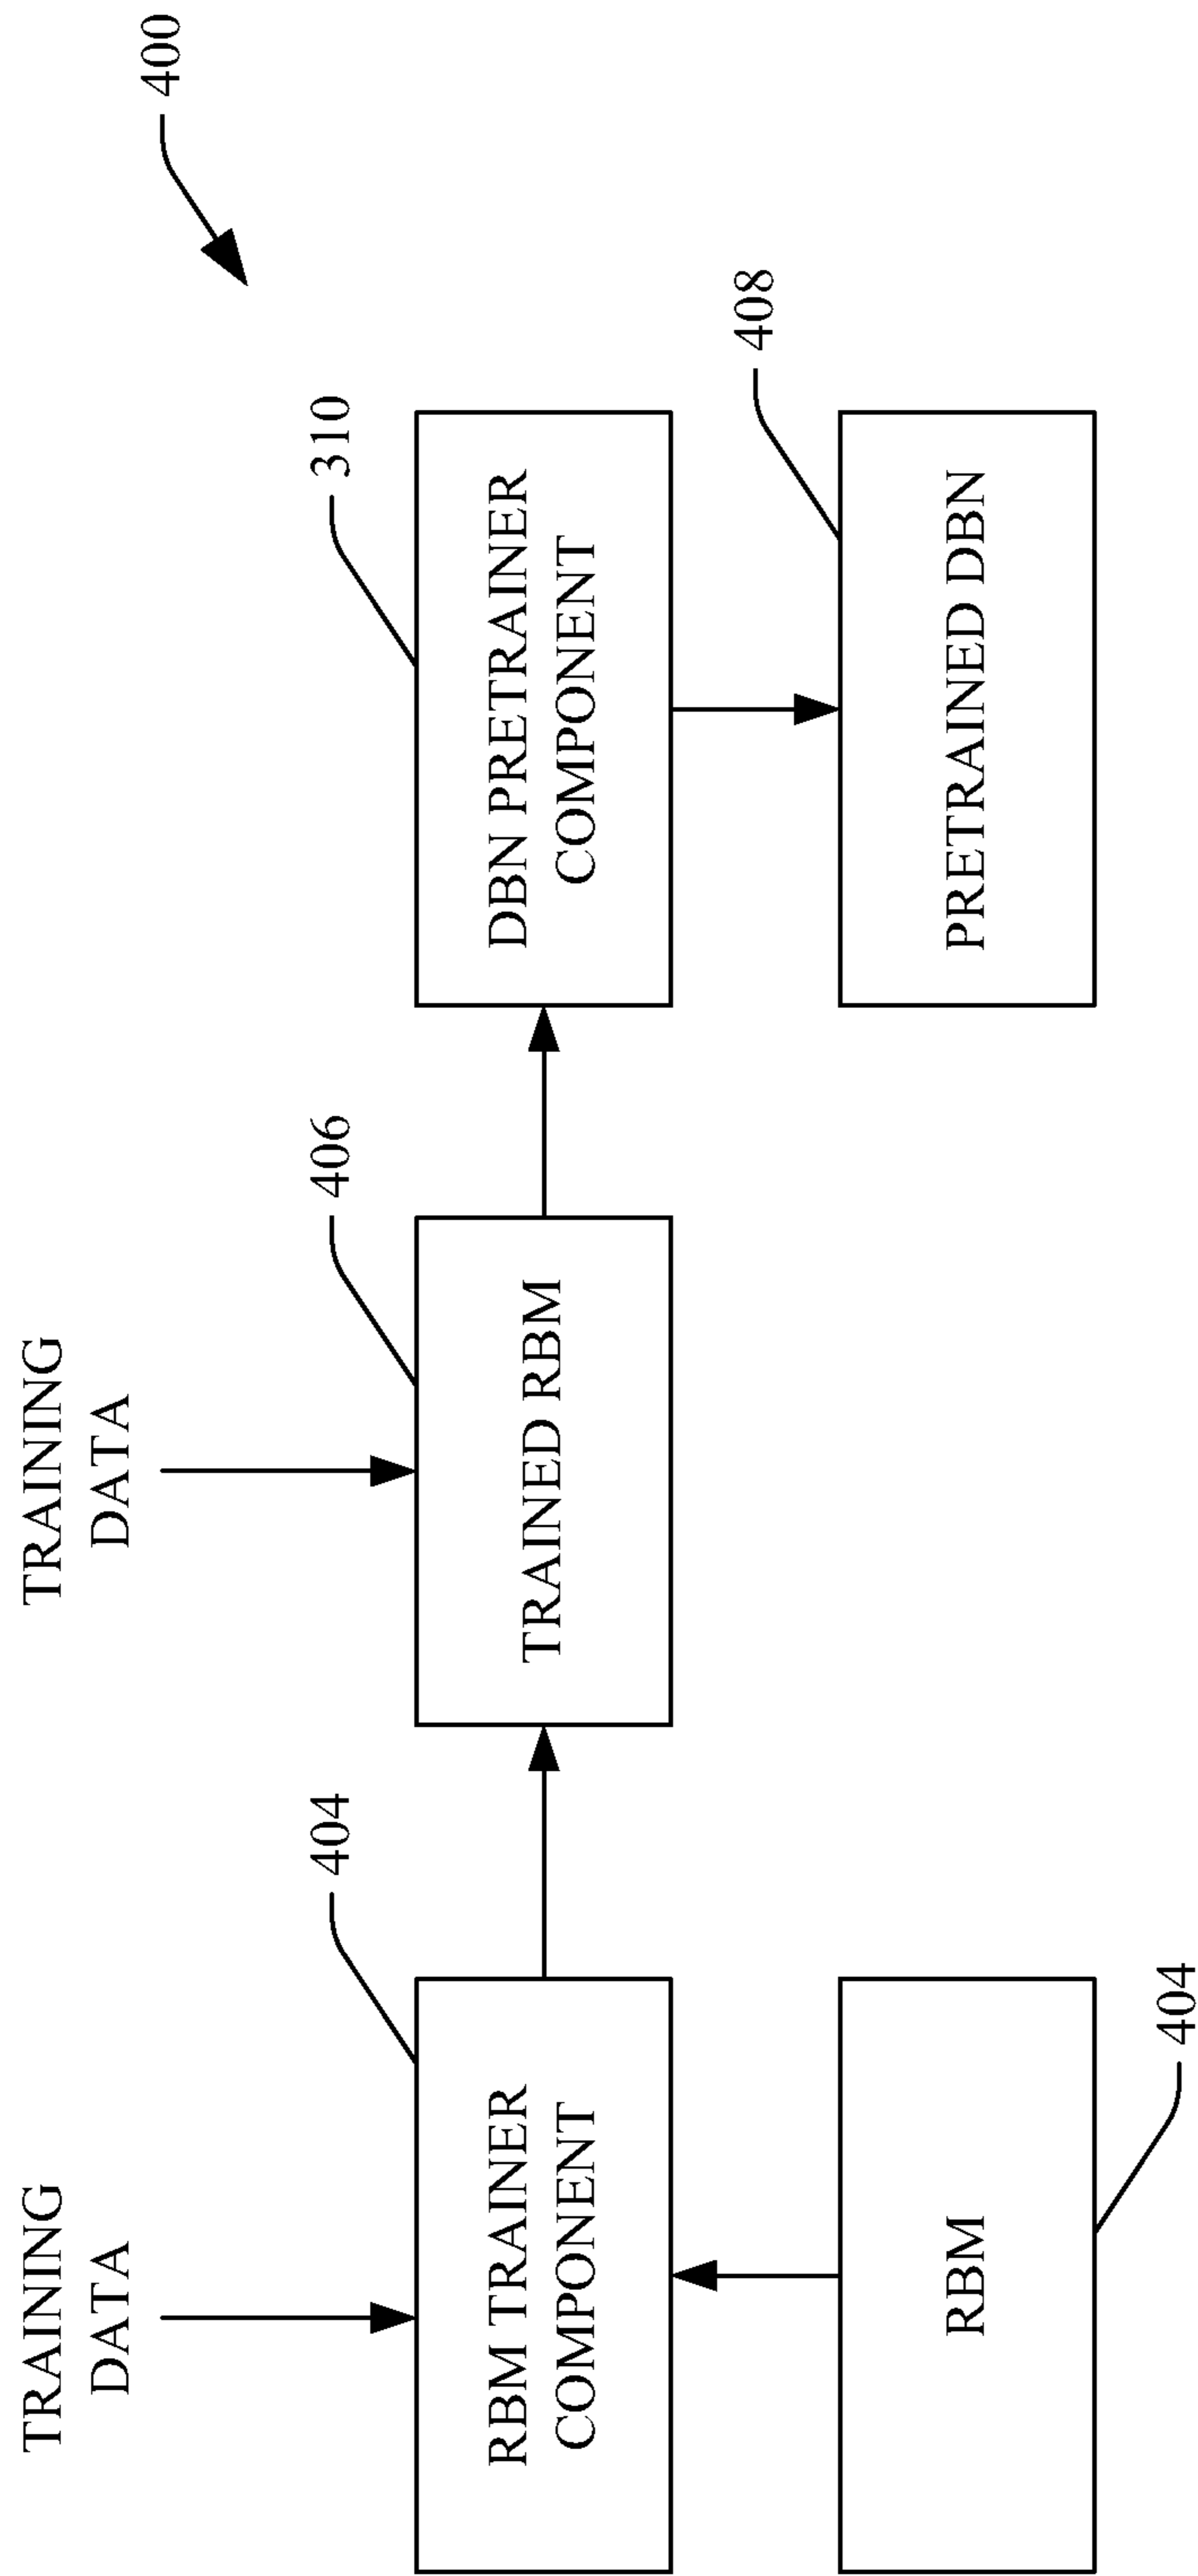 400
TRAINING
DATA
TRAINING
DATA
404
406
310
RBM TRAINER
COMPONENT
TRAINED RBM
DBN PRETRAINER
COMPONENT
408
RBM
PRETRAINED DBN
404